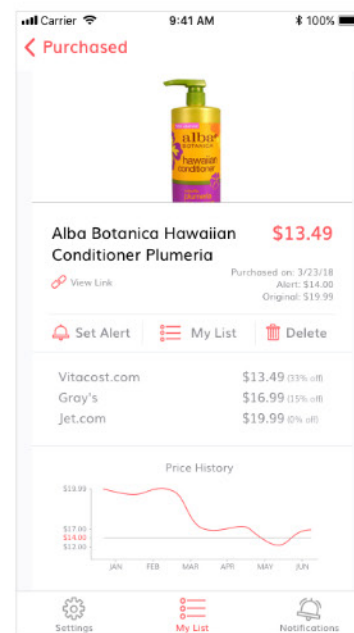 Carrier 9:41 AM 100%
Purchased
alba
BOTANICA
hawaiian
conditioner
plumeria
Alba Botanica Hawaiian $13.49
Conditioner Plumeria
View Link
Purchased on: 3/23/18
Alert: $14.00
Original: $19.99
Set Alert My List Delete
Vitacost.com $13.49 (33% off)
Gray's $16.99 (15% off)
Jet.com $19.99 (0% off)
Price History
$19.99
$17.00
$14.00
$12.00
JAN FEB MAR APR MAY JUN
Settings My List Notifications